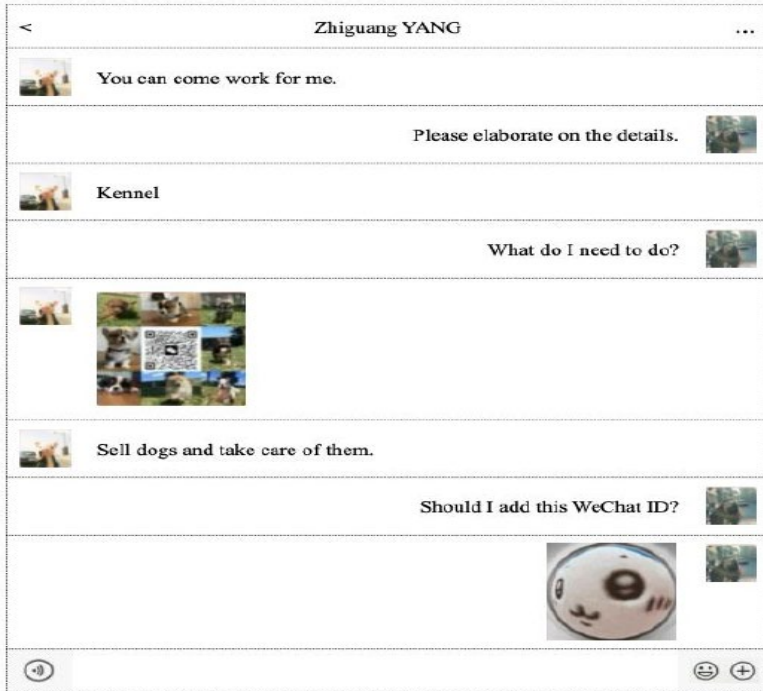 Zhiguang YANG
...
You can come work for me.
Please elaborate on the details.
Kennel
What do I need to do?
Sell dogs and take care of them.
Should I add this WeChat ID?